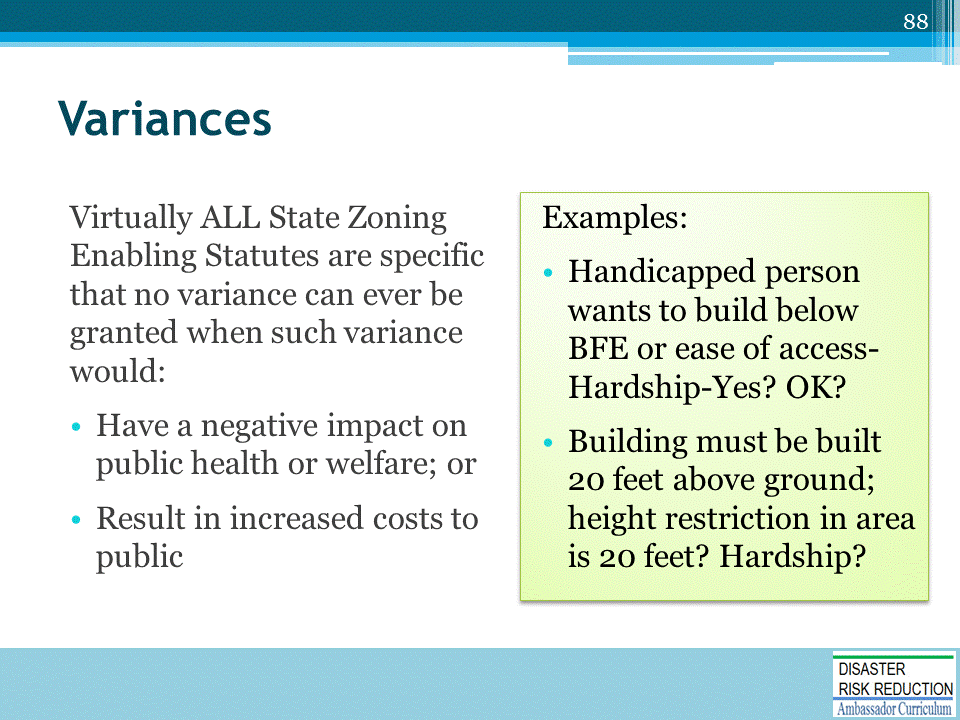 88
Variances
Virtually ALL State Zoning
Enabling Statutes are specific
that no variance can ever be
granted when such variance
would:
• Have a negative impact on
public health or welfare; or
• Result in increased costs to
public
Examples:
• Handicapped person
wants to build below
BFE or ease of access-
Hardship-Yes? OK?
• Building must be built
20 feet above ground;
height restriction in area
is 20 feet? Hardship?
DISASTER
RISK REDUCTION
Ambassador Curriculum